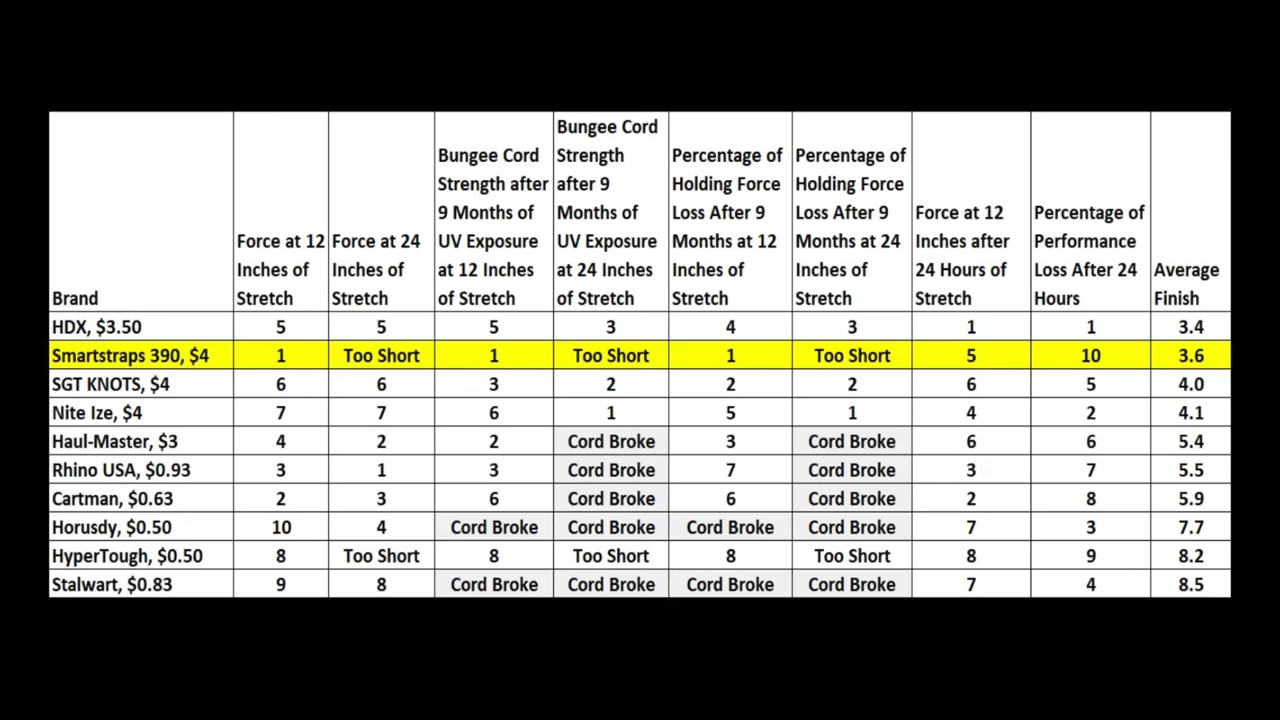 Brand | Force at 12 Inches of Stretch | Force at 24 Inches of Stretch | Bungee Cord Strength after 9 Months of UV Exposure at 12 Inches of Stretch | Bungee Cord Strength after 9 Months of UV Exposure at 24 Inches of Stretch | Percentage of Holding Force Loss After 9 Months at 12 Inches of Stretch | Percentage of Holding Force Loss After 9 Months at 24 Inches of Stretch | Force at 12 Inches after 24 Hours of Stretch | Percentage of Performance Loss After 24 Hours | Average Finish
HDX, $3.50 | 5 | 5 | 5 | 3 | 4 | 3 | 1 | 1 | 3.4
Smartstraps 390, $4 | 1 | Too Short | 1 | Too Short | 1 | Too Short | 5 | 10 | 3.6
SGT KNOTS, $4 | 6 | 6 | 3 | 2 | 2 | 2 | 6 | 5 | 4.0
Nite Ize, $4 | 7 | 7 | 6 | 1 | 5 | 1 | 4 | 2 | 4.1
Haul-Master, $3 | 4 | 2 | 2 | Cord Broke | 3 | Cord Broke | 6 | 6 | 5.4
Rhino USA, $0.93 | 3 | 1 | 3 | Cord Broke | 7 | Cord Broke | 3 | 7 | 5.5
Cartman, $0.63 | 2 | 3 | 6 | Cord Broke | 6 | Cord Broke | 2 | 8 | 5.9
Horusdy, $0.50 | 10 | 4 | Cord Broke | Cord Broke | Cord Broke | Cord Broke | 7 | 3 | 7.7
HyperTough, $0.50 | 8 | Too Short | 8 | Too Short | 8 | Too Short | 8 | 9 | 8.2
Stalwart, $0.83 | 9 | 8 | Cord Broke | Cord Broke | Cord Broke | Cord Broke | 7 | 4 | 8.5